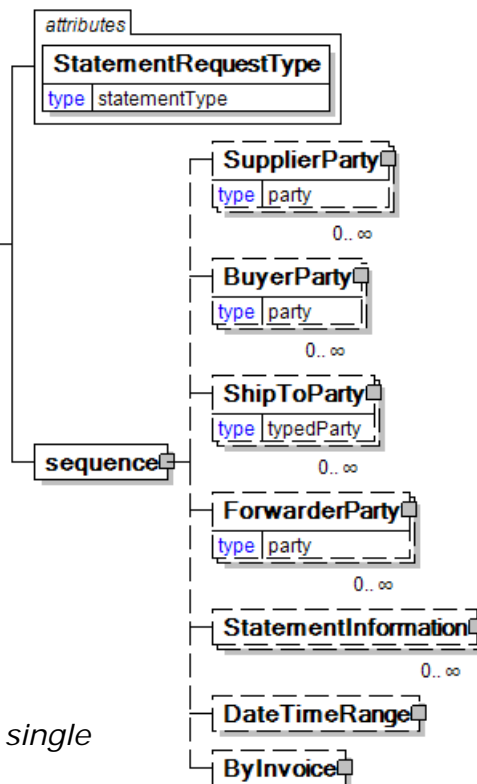 attributes
StatementRequestType
type statementType
SupplierParty
type party
0.. ∞
BuyerParty
type party
0.. ∞
ShipToParty
type typedParty
0.. ∞
sequence
ForwarderParty
type party
0.. ∞
StatementInformation
0.. ∞
DateTimeRange
single
ByInvoice